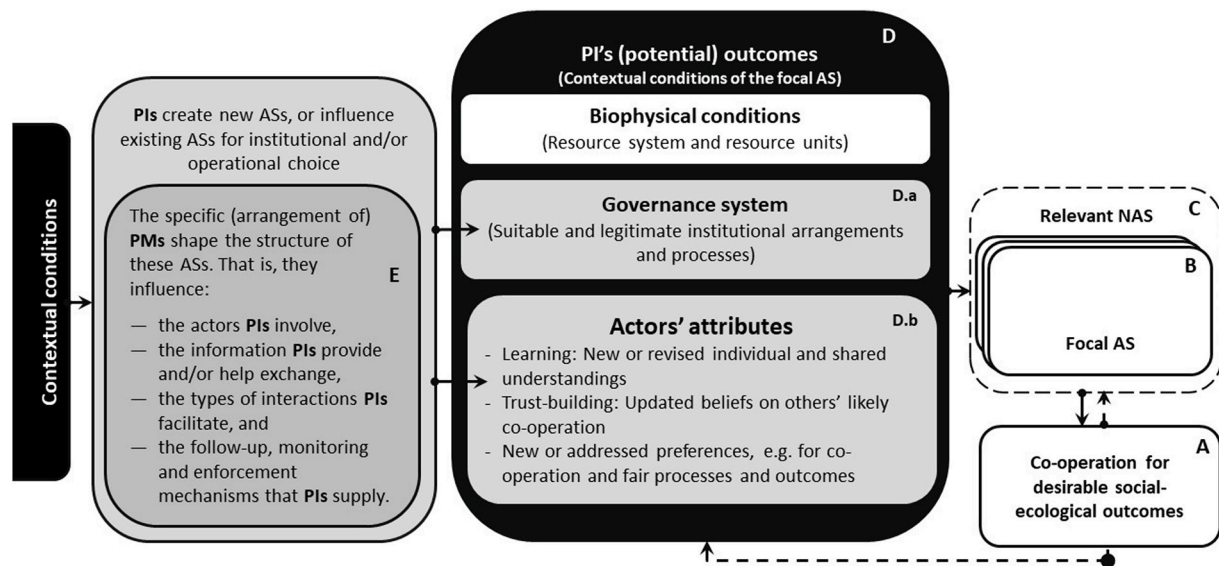 Contextual conditions
PIs create new ASs, or influence
existing ASs for institutional and/or
operational choice
The specific (arrangement of)
PMs shape the structure of
these ASs. That is, they
influence:
E
— the actors PIs involve,
— the information PIs provide
and/or help exchange,
— the types of interactions PIs
facilitate, and
— the follow-up, monitoring
and enforcement
mechanisms that PIs supply.
D
PI's (potential) outcomes
(Contextual conditions of the focal AS)
Biophysical conditions
(Resource system and resource units)
D.a
Governance system
(Suitable and legitimate institutional arrangements
and processes)
D.b
Actors' attributes
- Learning: New or revised individual and shared
understandings
- Trust-building: Updated beliefs on others' likely
co-operation
- New or addressed preferences, e.g. for co-
operation and fair processes and outcomes
C
Relevant NAS
B
Focal AS
A
Co-operation for
desirable social-
ecological outcomes